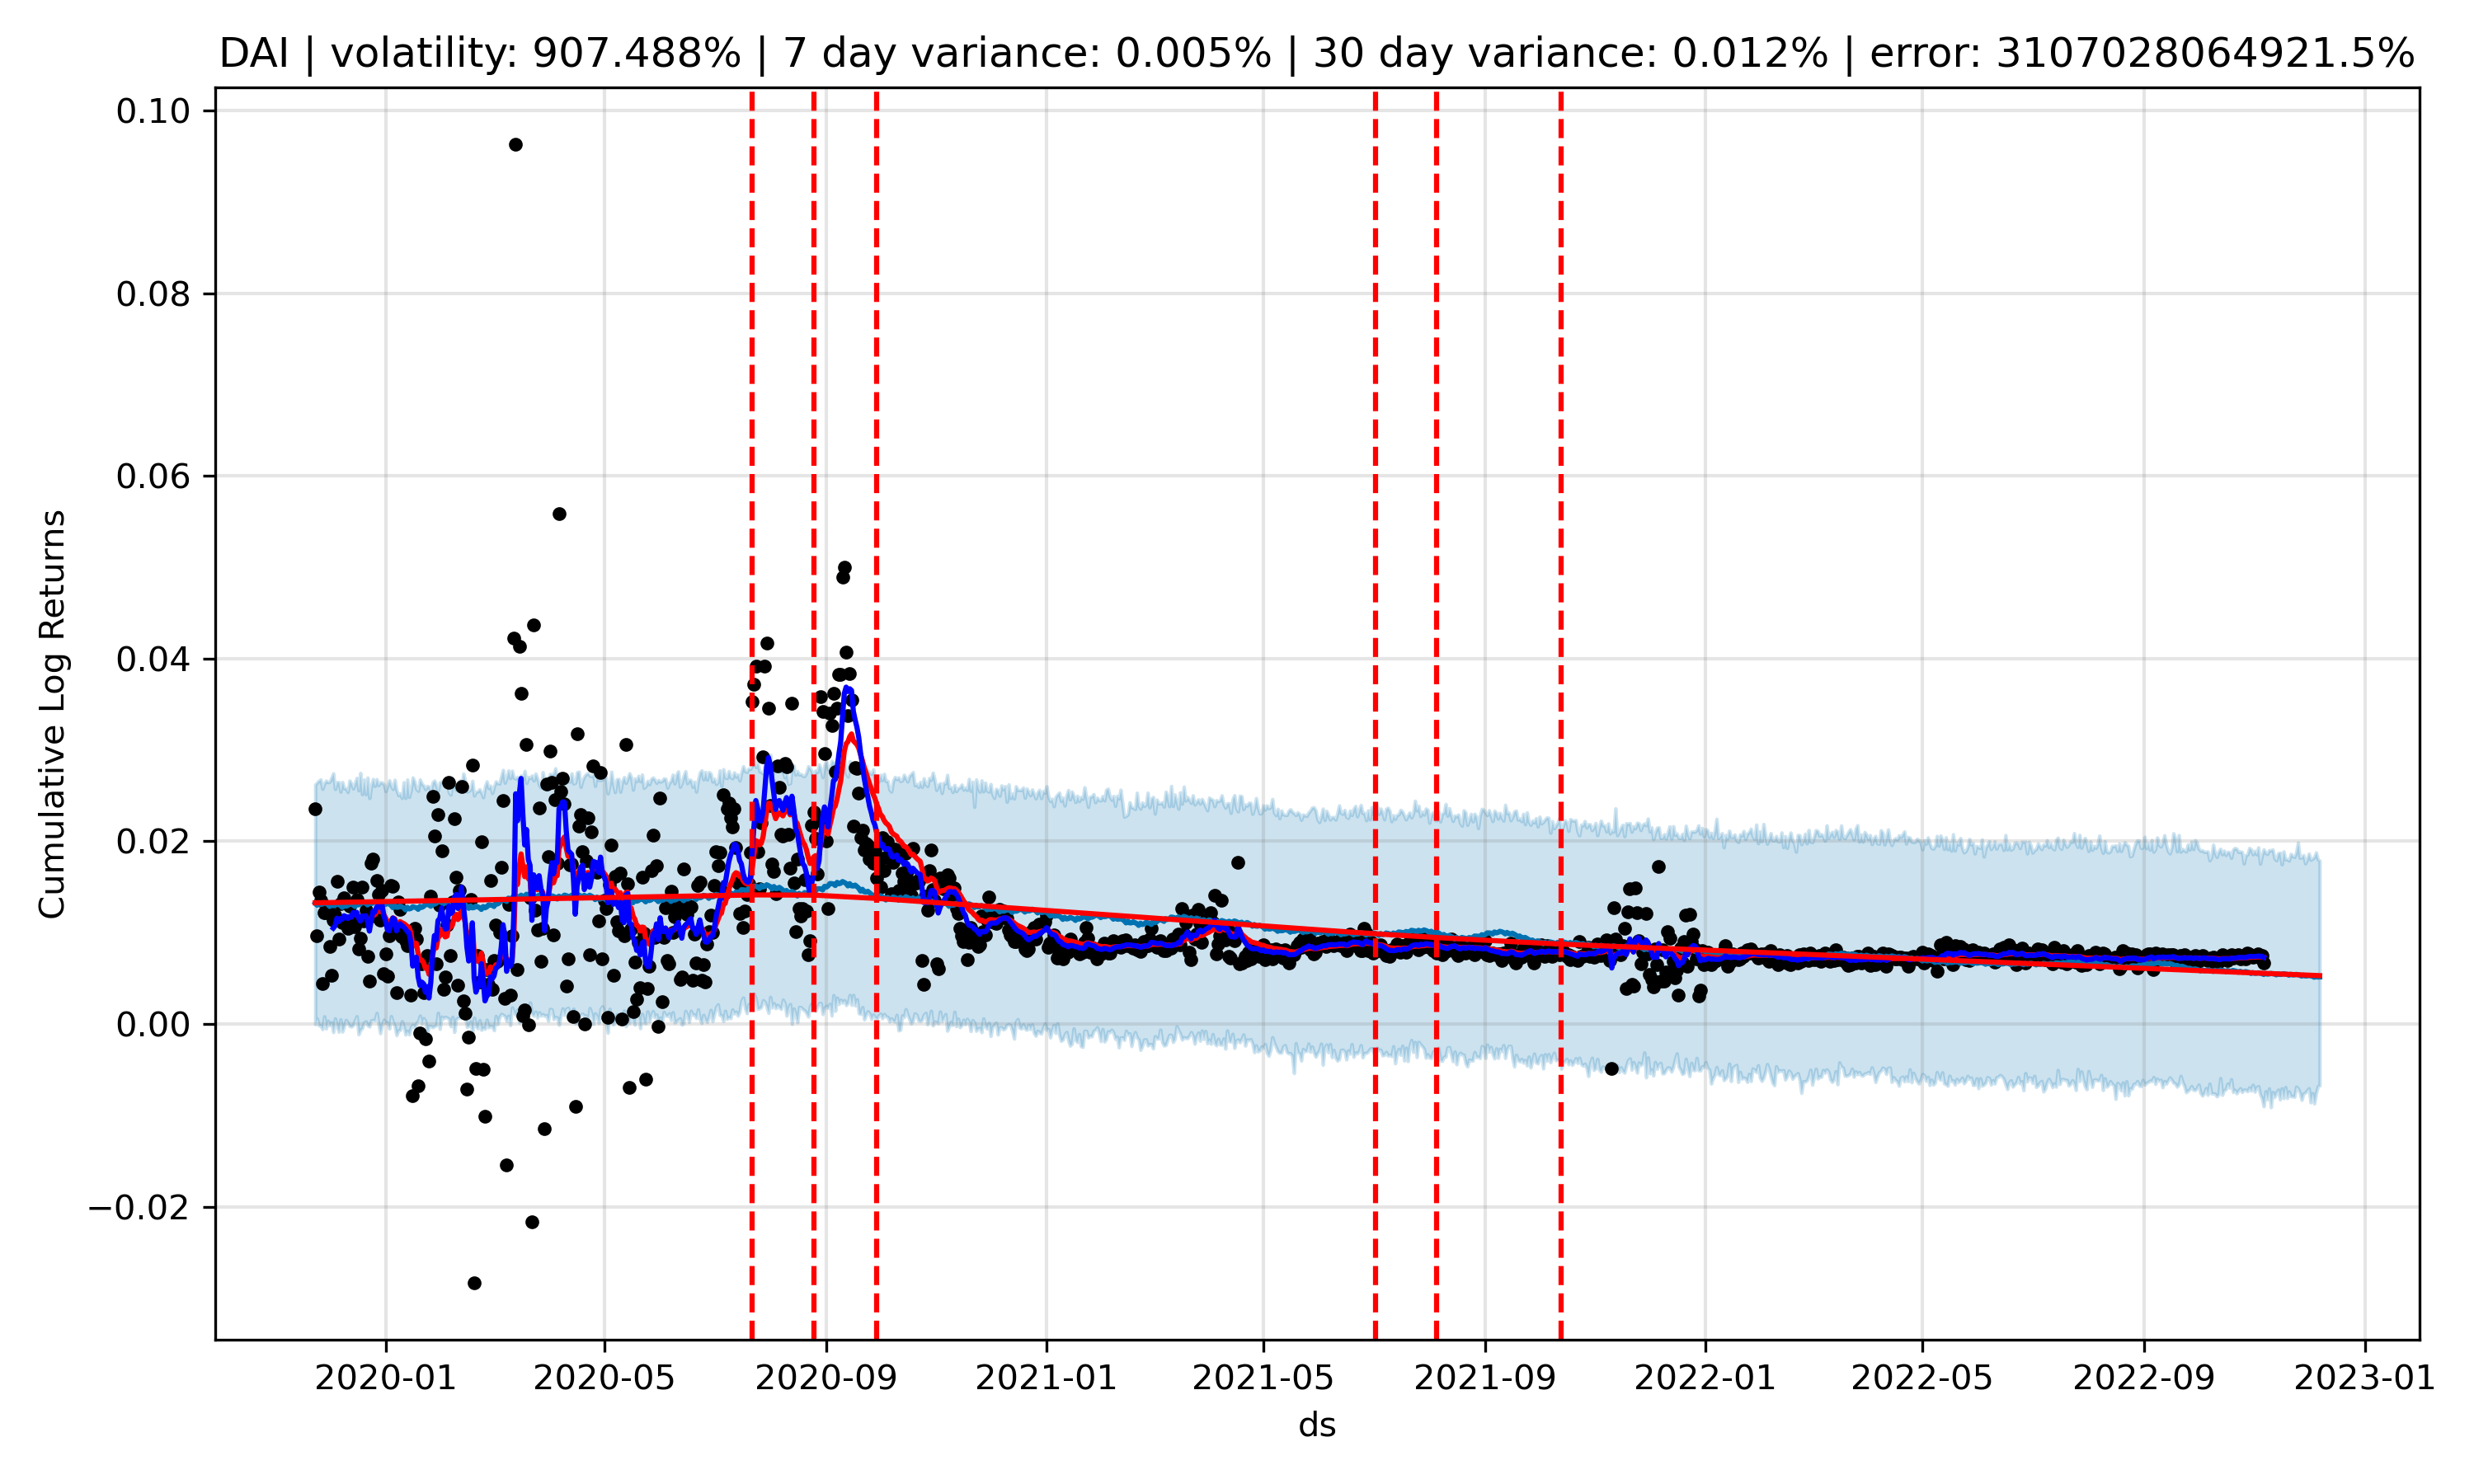 DAI | volatility: 907.488% | 7 day variance: 0.005% | 30 day variance: 0.012% | error: 3107028064921.5%
0.10
0.08
0.06
0.04
0.02
0.00
−0.02
Cumulative Log Returns
2020-01 2020-05 2020-09 2021-01 2021-05 2021-09 2022-01 2022-05 2022-09 2023-01
ds